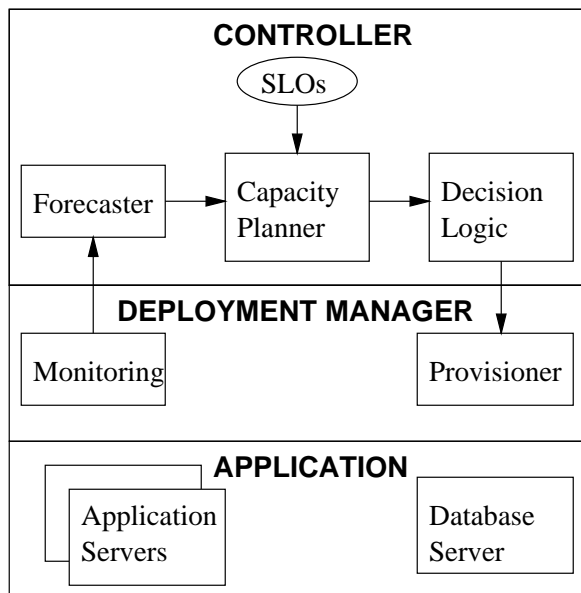 CONTROLLER
SLOs
Forecaster
Capacity
Planner
Decision
Logic
DEPLOYMENT MANAGER
Monitoring
Provisioner
APPLICATION
Application
Servers
Database
Server